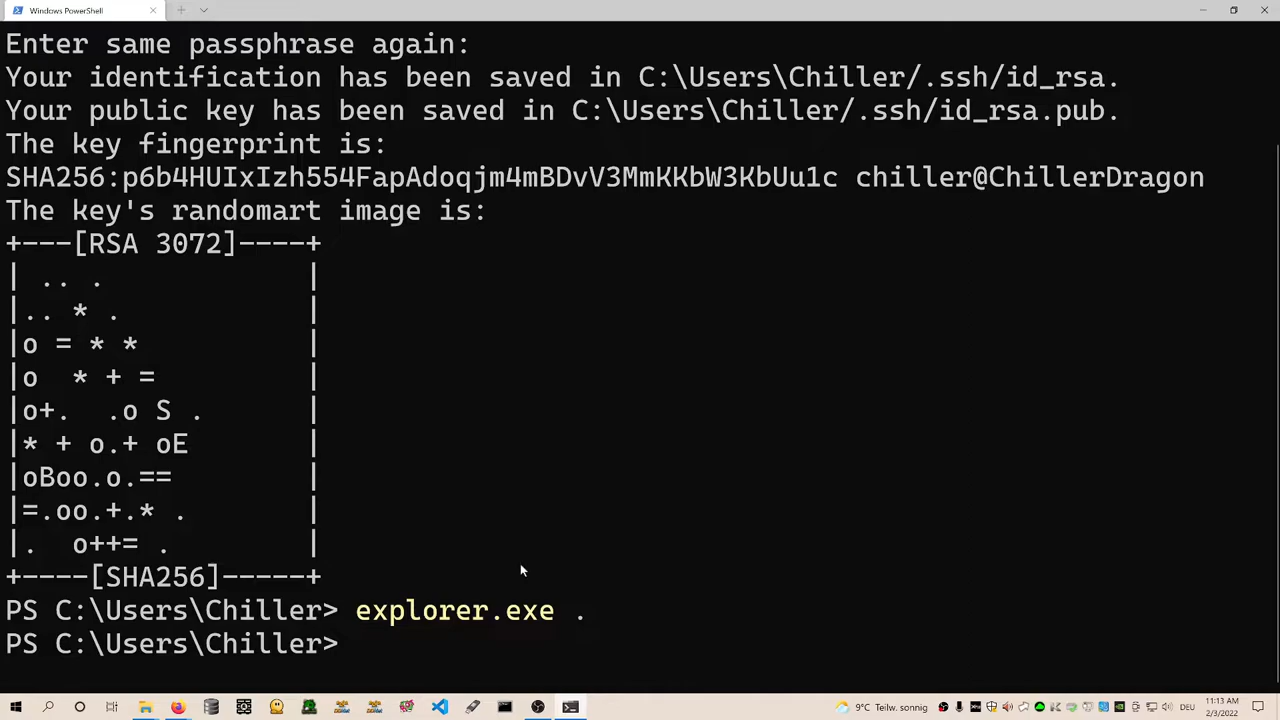 Windows PowerShell
Enter same passphrase again:
Your identification has been saved in C:\Users\Chiller/.ssh/id_rsa.
Your public key has been saved in C:\Users\Chiller/.ssh/id_rsa.pub.
The key fingerprint is:
SHA256:p6b4HUIxIzh554FapAdoqjm4mBDvV3MmKKbW3KbUu1c chiller@ChillerDragon
The key's randomart image is:
+---[RSA 3072]----+
| .. .            |
|.. * .           |
|o = * *          |
|o  * + =         |
|o+.  .o S .      |
|* + o.+ oE       |
|oBoo.o.==        |
|=.oo.+.* .       |
|.  o++= .        |
+----[SHA256]-----+
PS C:\Users\Chiller> explorer.exe .
PS C:\Users\Chiller>
9°C Teilw. sonnig
DEU
11:13 AM
2/3/2022